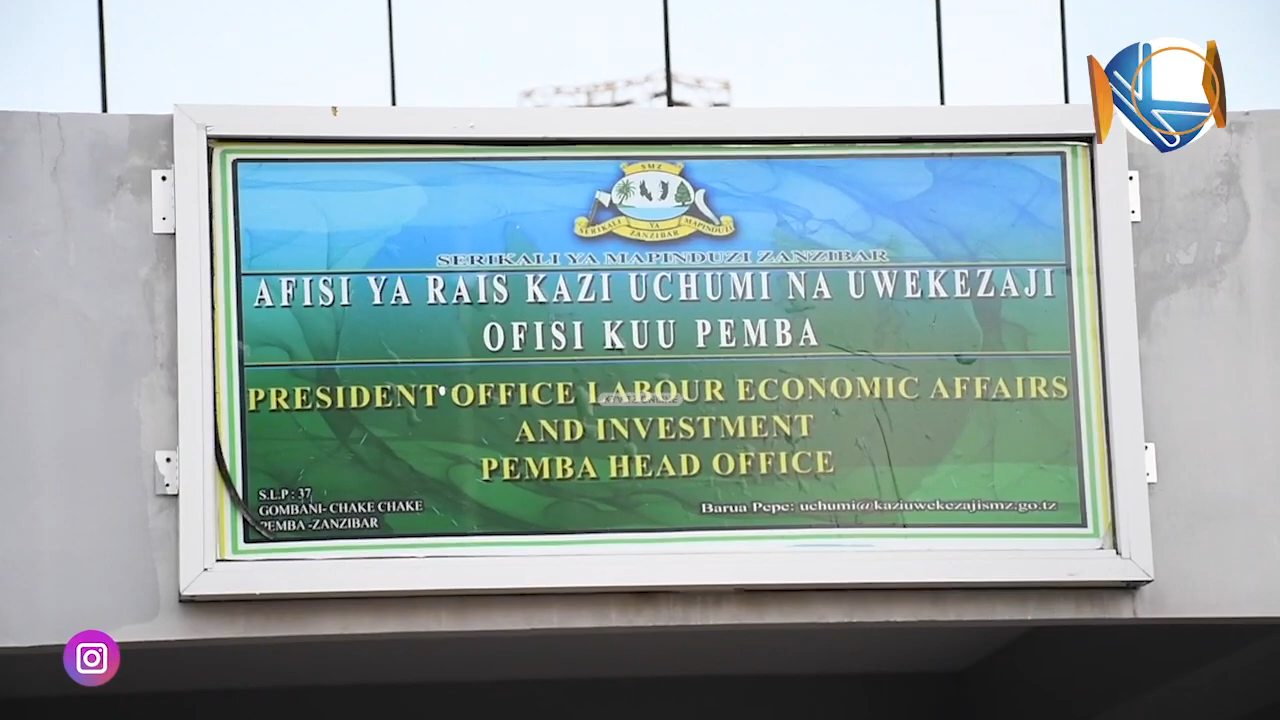 SMZ
SERIKALI YA MAPINDUZI
ZANZIBAR
SERIKALI YA MAPINDUZI ZANZIBAR
AFISI YA RAIS KAZI UCHUMI NA UWEKEZAJI
OFISI KUU PEMBA
PRESIDENT OFFICE LABOUR ECONOMIC AFFAIRS
AND INVESTMENT
PEMBA HEAD OFFICE
S.L.P : 37
GOMBANI- CHAKE CHAKE
PEMBA -ZANZIBAR
Barua Pepe: uchumi@kaziuwekezajismz.go.tz